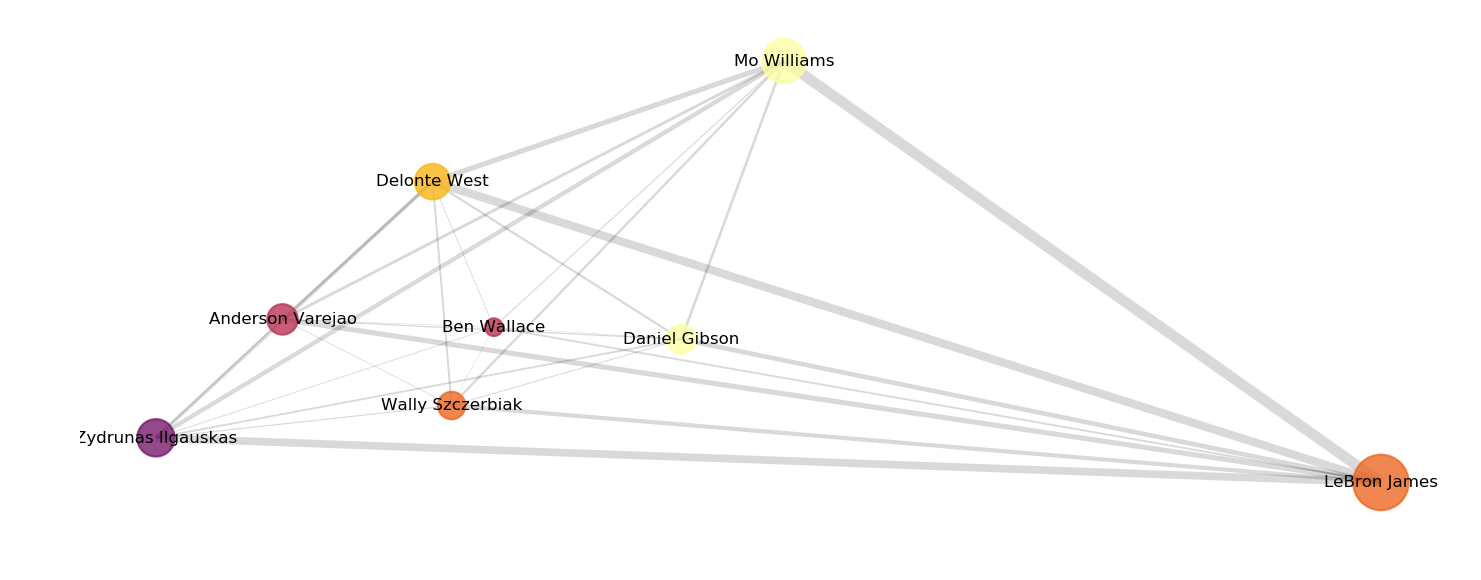 Mo Williams
Delonte West
Anderson Varejao
Ben Wallace
Daniel Gibson
Wally Szczerbiak
Zydrunas Ilgauskas
LeBron James